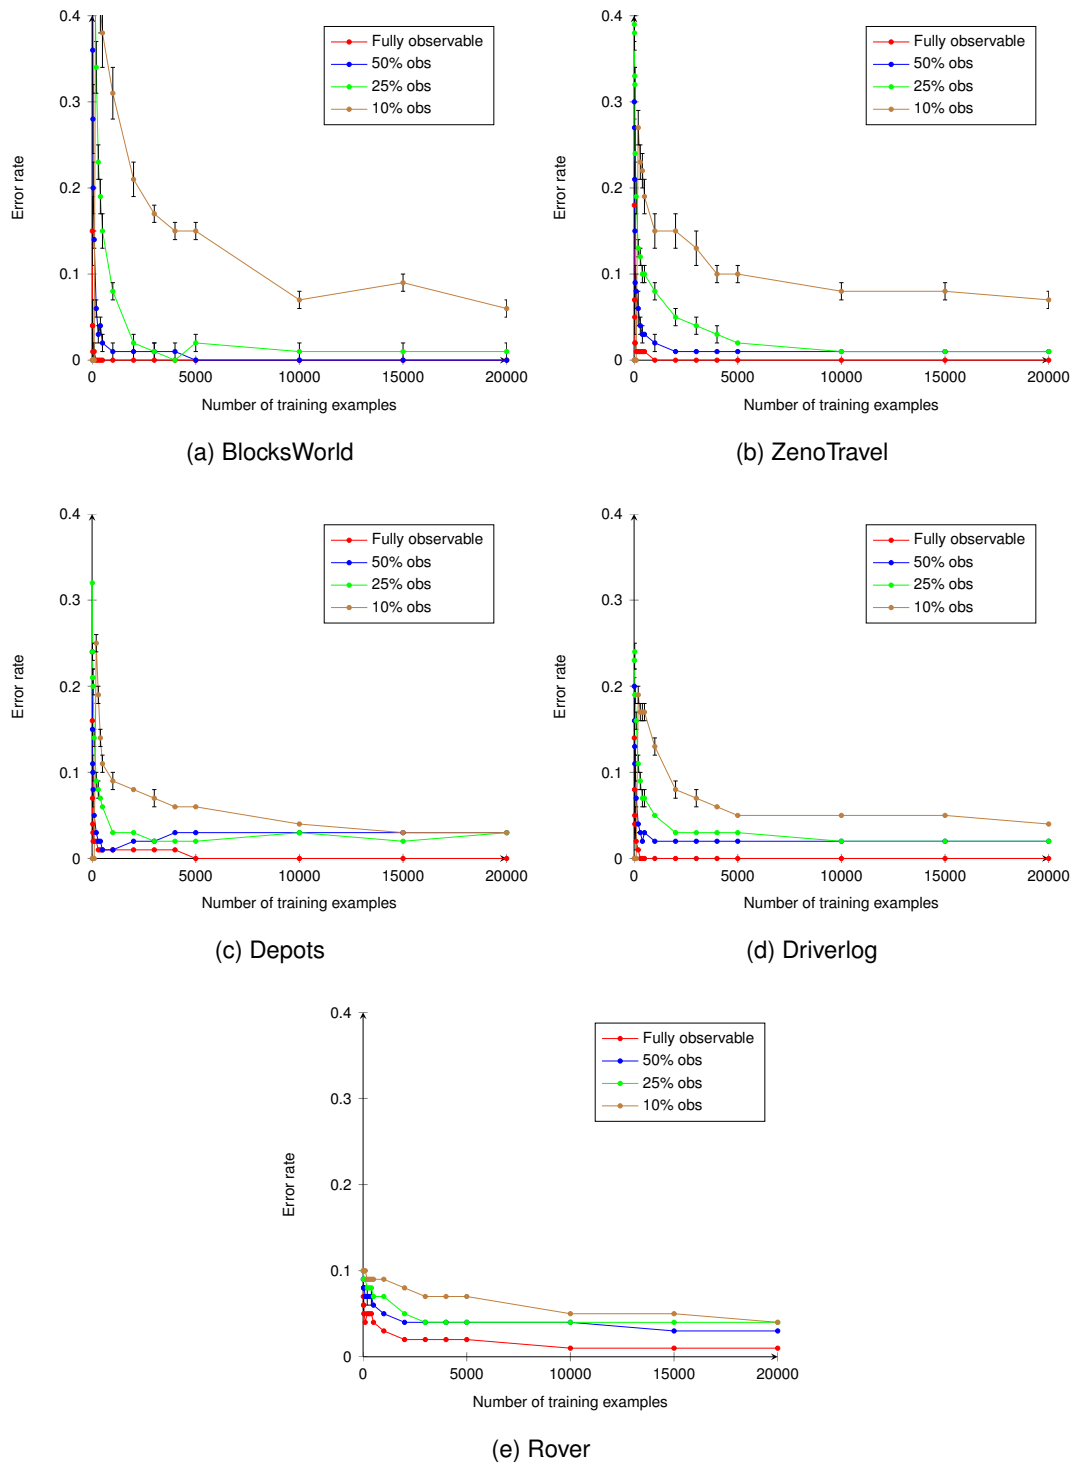 0.4
0.3
0.2
0.1
0
0
5000
10000
15000
20000
Error rate
Number of training examples
Fully observable
50% obs
25% obs
10% obs
(a) BlocksWorld
0.4
0.3
0.2
0.1
0
0
5000
10000
15000
20000
Error rate
Number of training examples
Fully observable
50% obs
25% obs
10% obs
(b) ZenoTravel
0.4
0.3
0.2
0.1
0
0
5000
10000
15000
20000
Error rate
Number of training examples
Fully observable
50% obs
25% obs
10% obs
(c) Depots
0.4
0.3
0.2
0.1
0
0
5000
10000
15000
20000
Error rate
Number of training examples
Fully observable
50% obs
25% obs
10% obs
(d) Driverlog
0.4
0.3
0.2
0.1
0
0
5000
10000
15000
20000
Error rate
Number of training examples
Fully observable
50% obs
25% obs
10% obs
(e) Rover